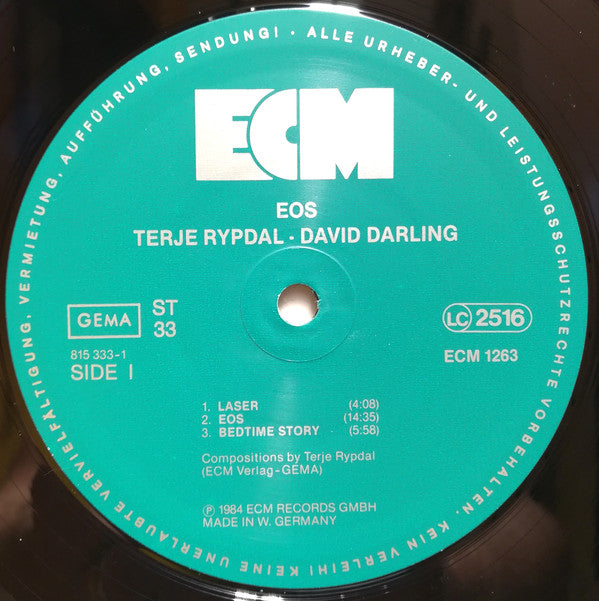 ALLE URHEBER- UND LEISTUNGSSCHUTZRECHTE VORBEHALTEN. KEIN VERLEIH! KEINE UNERLAUBTE VERVIELFÄLTIGUNG, VERMIETUNG, AUFFÜHRUNG, SENDUNG! ·
ECM
EOS
TERJE RYPDAL · DAVID DARLING
GEMA
ST
33
LC 2516
815 333-1
SIDE I
ECM 1263
1. LASER (4:08)
2. EOS (14:35)
3. BEDTIME STORY (5:58)
Compositions by Terje Rypdal
(ECM Verlag-GEMA)
℗ 1984 ECM RECORDS GMBH
MADE IN W. GERMANY